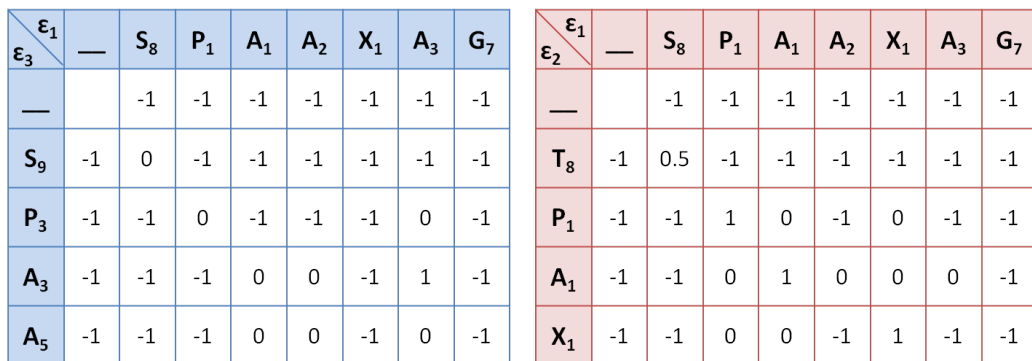 ε₁ ε₃ __ S₈ P₁ A₁ A₂ X₁ A₃ G₇
__ -1 -1 -1 -1 -1 -1 -1
S₉ -1 0 -1 -1 -1 -1 -1 -1
P₃ -1 -1 0 -1 -1 -1 0 -1
A₃ -1 -1 -1 0 0 -1 1 -1
A₅ -1 -1 -1 0 0 -1 0 -1
ε₁ ε₂ __ S₈ P₁ A₁ A₂ X₁ A₃ G₇
__ -1 -1 -1 -1 -1 -1 -1
T₈ -1 0.5 -1 -1 -1 -1 -1 -1
P₁ -1 -1 1 0 -1 0 -1 -1
A₁ -1 -1 0 1 0 0 0 -1
X₁ -1 -1 0 0 -1 1 -1 -1